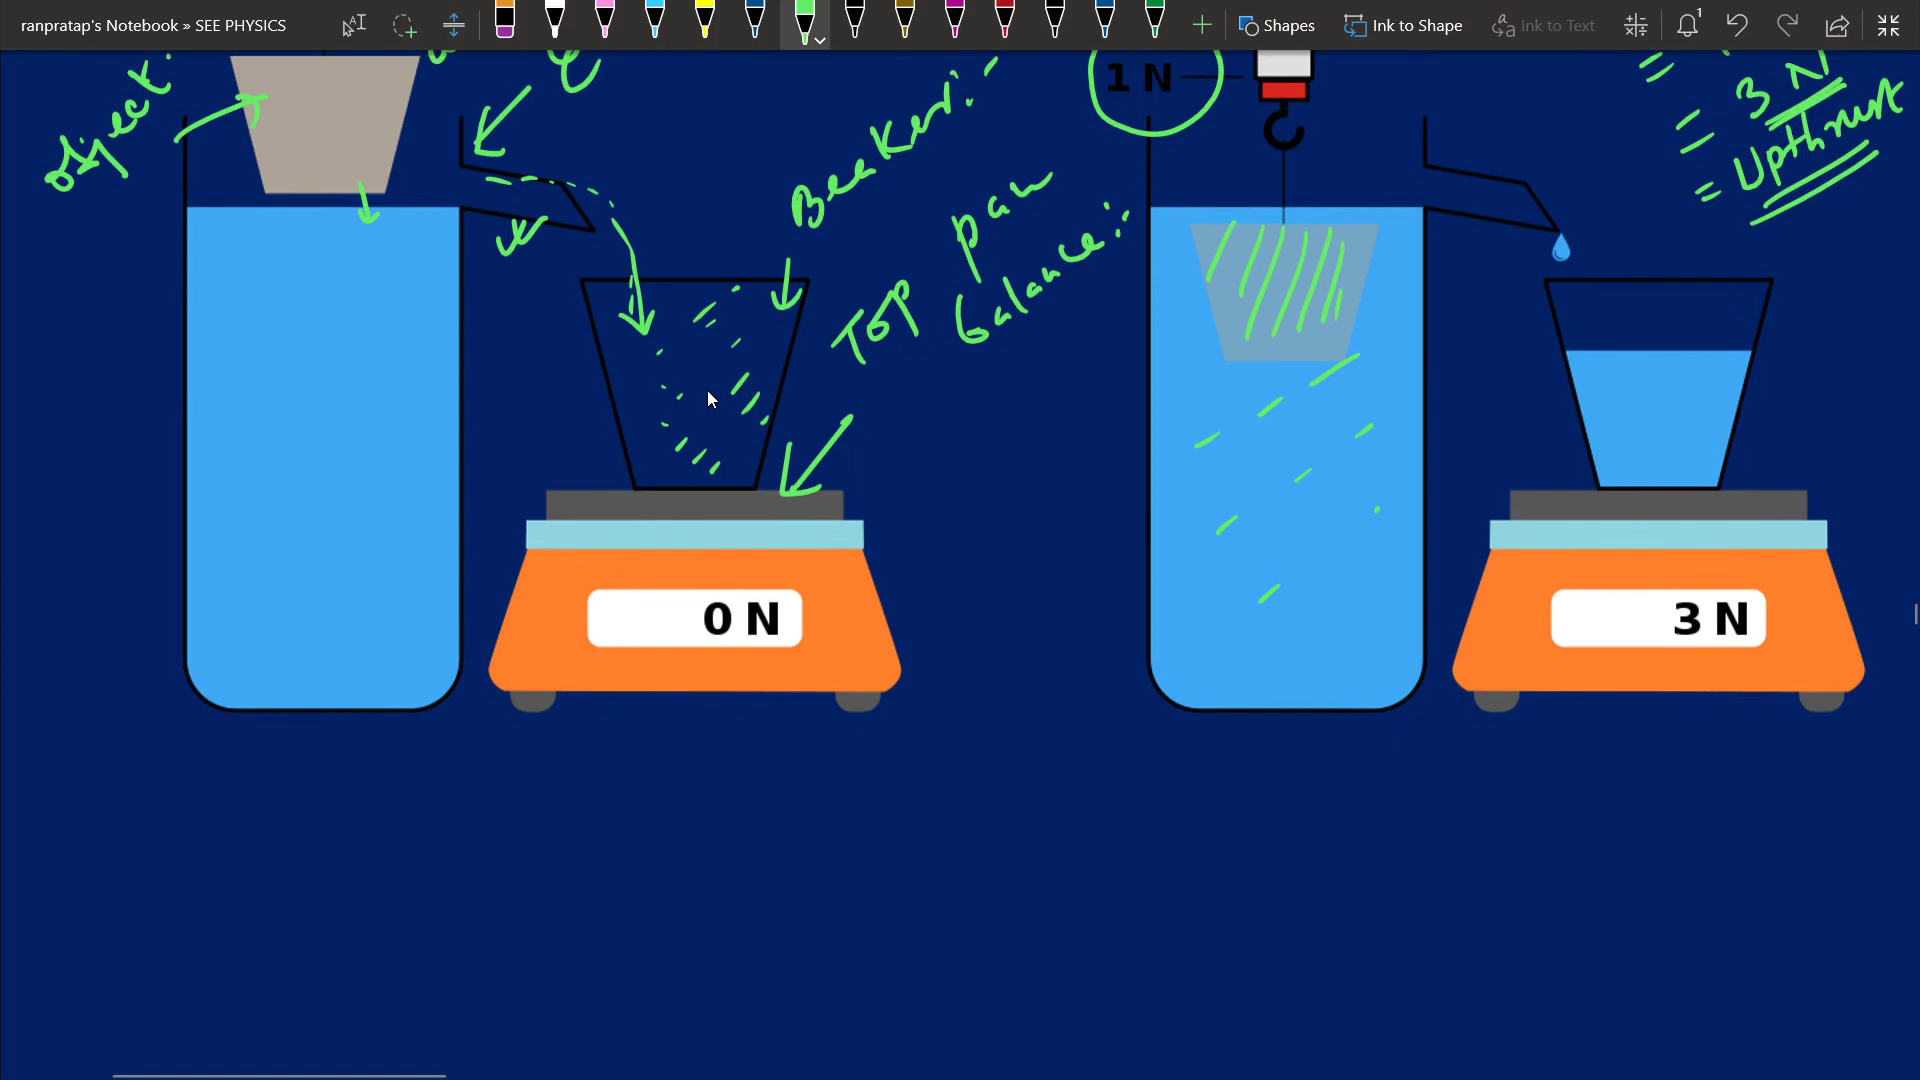 ranpratap's Notebook » SEE PHYSICS
Shapes
Ink to Shape
Ink to Text
1
object:
Beaker:
TOP pan
balance:
1 N
= 3 N
= Upthrust
0 N
3 N